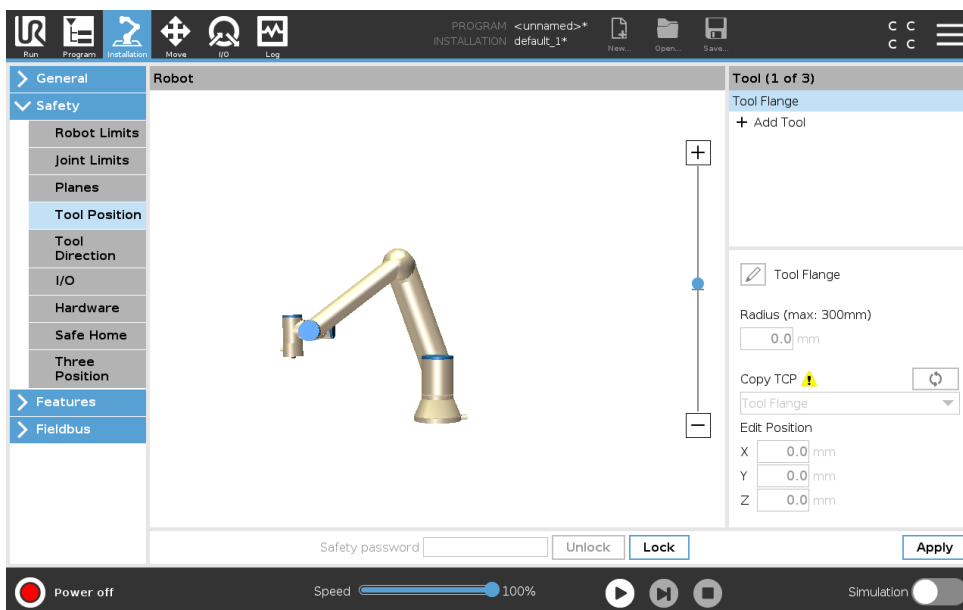 UR
Run
Program
Installation
Move
I/O
Log
PROGRAM <unnamed>*
INSTALLATION default_1*
New...
Open...
Save...
C C
C C
General
Safety
Robot Limits
Joint Limits
Planes
Tool Position
Tool
Direction
I/O
Hardware
Safe Home
Three
Position
Features
Fieldbus
Robot
Tool (1 of 3)
Tool Flange
+ Add Tool
Tool Flange
Radius (max: 300mm)
0.0 mm
Copy TCP
Tool Flange
Edit Position
X 0.0 mm
Y 0.0 mm
Z 0.0 mm
Safety password
Unlock
Lock
Apply
Power off
Speed
100%
Simulation